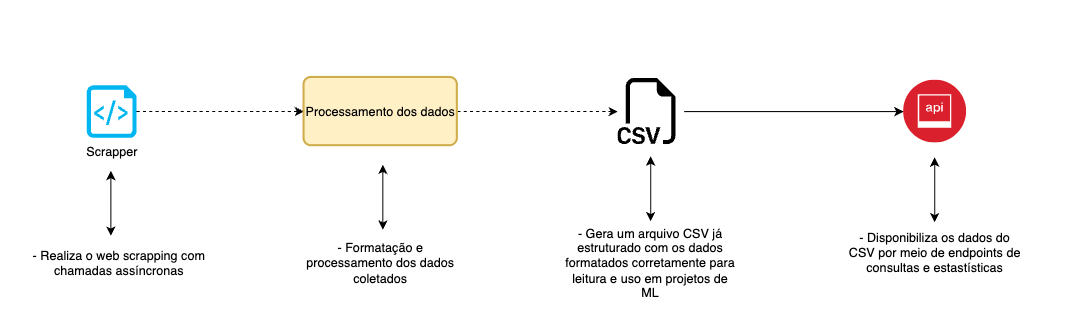 </>
Processamento dos dados
CSV
api
Scrapper
- Realiza o web scrapping com
chamadas assíncronas
- Formatação e
processamento dos dados
coletados
- Gera um arquivo CSV já
estruturado com os dados
formatados corretamente para
leitura e uso em projetos de
ML
- Disponibiliza os dados do
CSV por meio de endpoints de
consultas e estastísticas